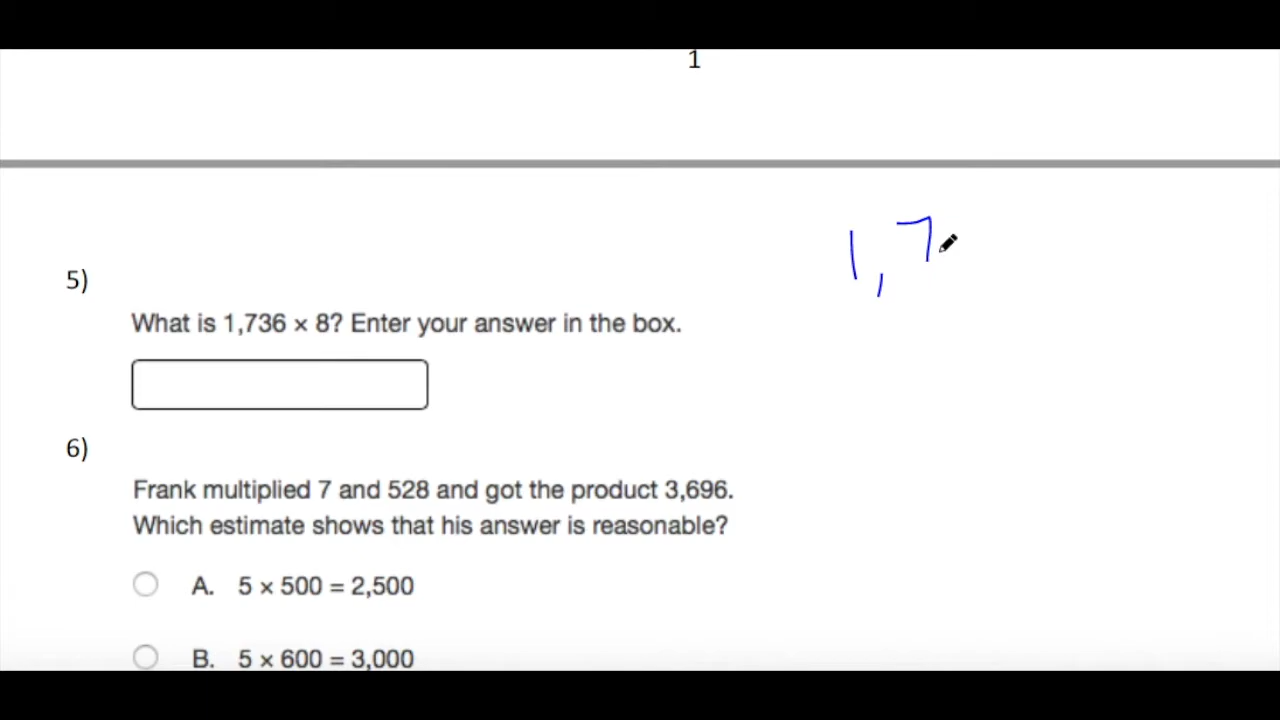 1
1,7
5)
What is 1,736 × 8? Enter your answer in the box.
6)
Frank multiplied 7 and 528 and got the product 3,696.
Which estimate shows that his answer is reasonable?
A. 5 × 500 = 2,500
B. 5 × 600 = 3,000